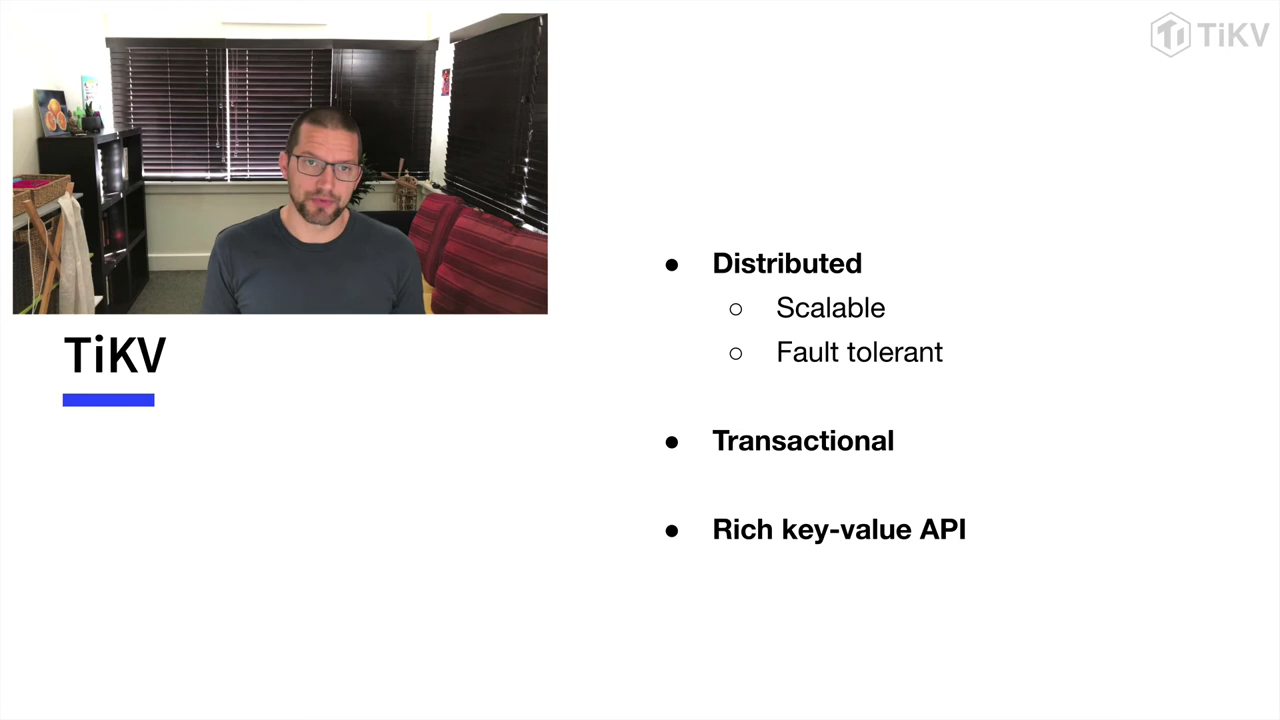 TiKV
TiKV
● Distributed
○ Scalable
○ Fault tolerant
● Transactional
● Rich key-value API